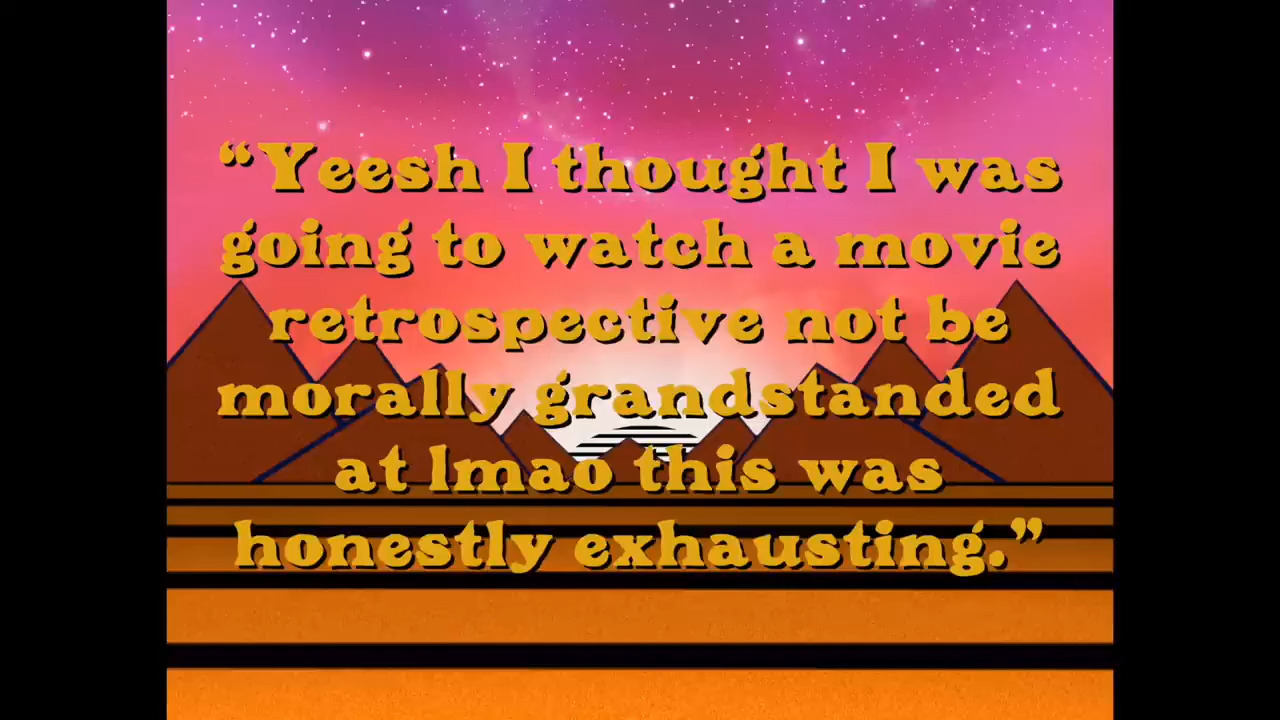 “Yeesh I thought I was
going to watch a movie
retrospective not be
morally grandstanded
at lmao this was
honestly exhausting.”